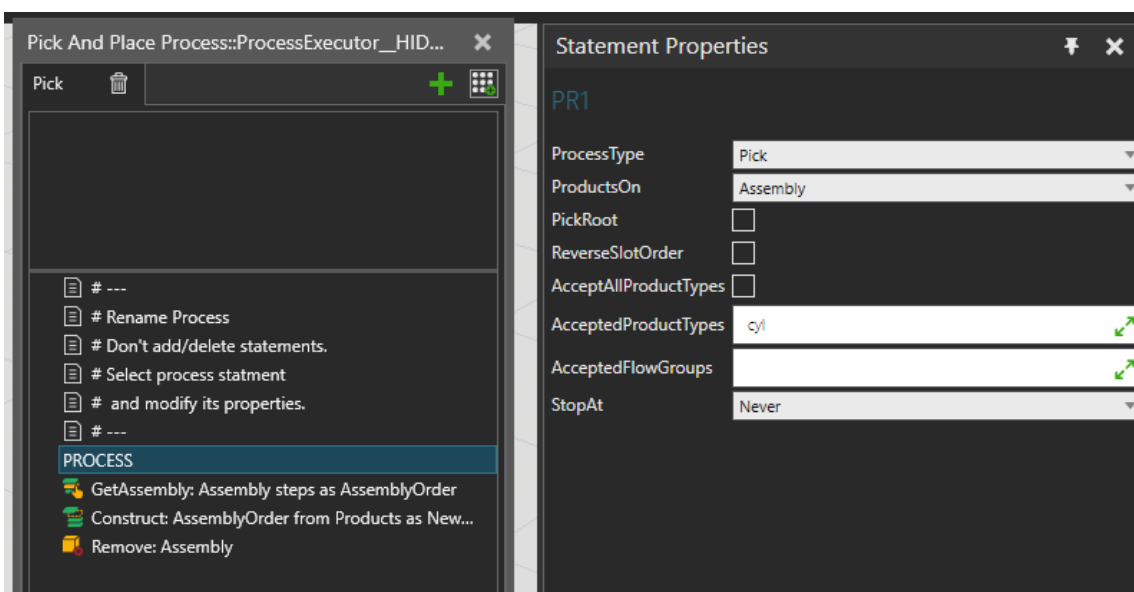 Pick And Place Process::ProcessExecutor__HID...
Pick
# ---
# Rename Process
# Don't add/delete statements.
# Select process statment
# and modify its properties.
# ---
PROCESS
GetAssembly: Assembly steps as AssemblyOrder
Construct: AssemblyOrder from Products as New...
Remove: Assembly
Statement Properties
PR1
ProcessType Pick
ProductsOn Assembly
PickRoot
ReverseSlotOrder
AcceptAllProductTypes
AcceptedProductTypes cyl
AcceptedFlowGroups
StopAt Never